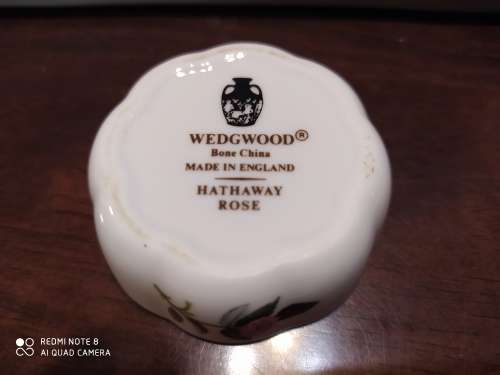 WEDGWOOD®
Bone China
MADE IN ENGLAND
HATHAWAY
ROSE
REDMI NOTE 8
AI QUAD CAMERA